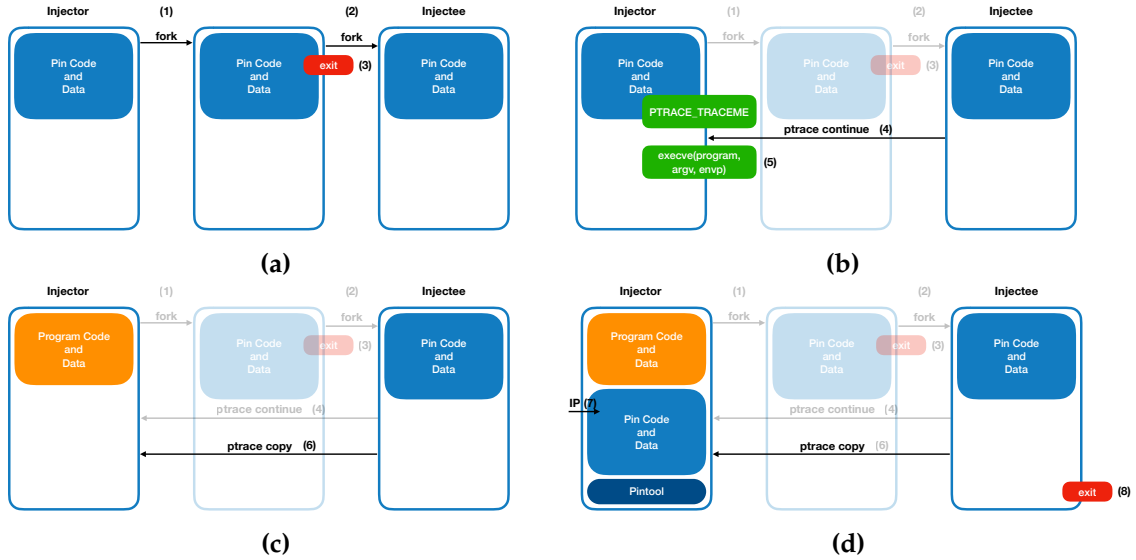 Injector (1) (2) Injectee
fork fork
Pin Code
and
Data
Pin Code
and
Data
exit (3)
Pin Code
and
Data
(a)
Injector (1) (2) Injectee
fork fork
Pin Code
and
Data
Pin Code
and
Data
exit (3)
Pin Code
and
Data
PTRACE_TRACEME
ptrace continue (4)
execve(program,
argv, envp)
(5)
(b)
Injector (1) (2) Injectee
fork fork
Program Code
and
Data
Pin Code
and
Data
exit (3)
Pin Code
and
Data
ptrace continue (4)
ptrace copy (6)
(c)
Injector (1) (2) Injectee
fork fork
Program Code
and
Data
Pin Code
and
Data
exit (3)
Pin Code
and
Data
IP (7)
ptrace continue (4)
Pin Code
and
Data
ptrace copy (6)
Pintool
exit (8)
(d)